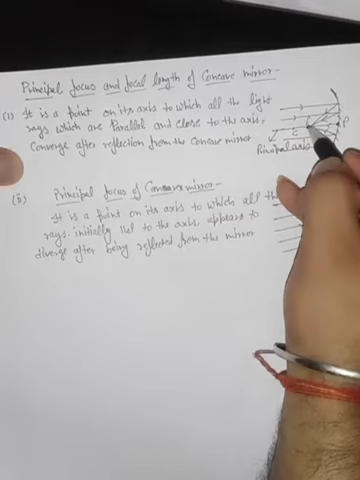 Principal focus and focal length of Concave mirror-
(i) It is a point on its axis to which all the light
rays which are Parallel and close to the axis,
Converge after reflection from the concave mirror
C
P
Principal axis
(ii) Principal focus of mirror-
It is a point on its axis to which all the
rays, initially llel to the axis, appears to
diverge after being reflected from the mirror